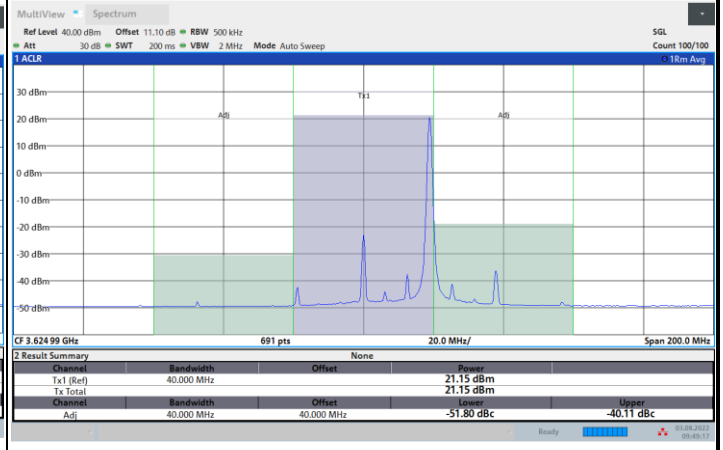 MultiView Spectrum
Ref Level 40.00 dBm Offset 11.10 dB RBW 500 kHz SGL
Att 30 dB SWT 200 ms VBW 2 MHz Mode Auto Sweep Count 100/100
1 ACLR 1Rm Avg
30 dBm
Tx1
20 dBm
Adj Adj
10 dBm
0 dBm
-10 dBm
-20 dBm
-30 dBm
-40 dBm
-50 dBm
CF 3.624 99 GHz 691 pts 20.0 MHz/ Span 200.0 MHz
2 Result Summary None
Channel Bandwidth Offset Power
Tx1 (Ref) 40.000 MHz 21.15 dBm
Tx Total 21.15 dBm
Channel Bandwidth Offset Lower Upper
Adj 40.000 MHz 40.000 MHz -51.80 dBc -40.11 dBc
Ready 03.08.2022
09:49:17